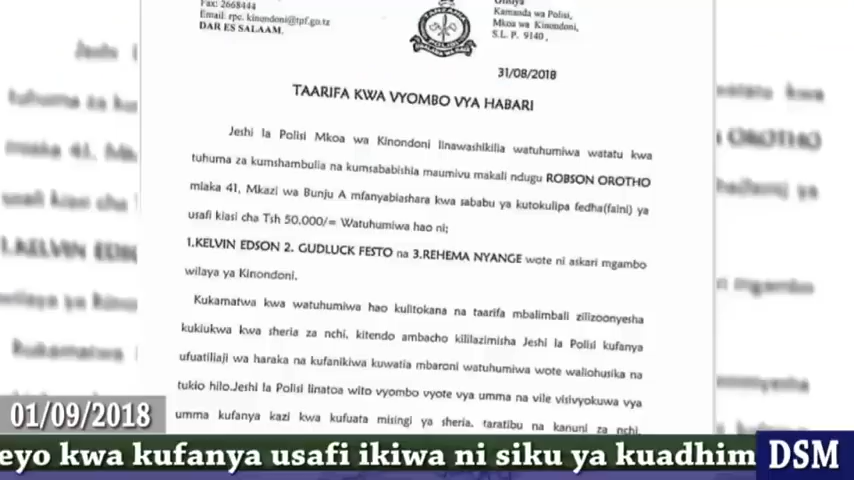 Fax: 2668444
Email: rpc. kinondoni@tpf.go.tz
DAR ES SALAAM.
Kamanda wa Polisi,
Mkoa wa Kinondoni,
S.L. P. 9140,
31/08/2018
TAARIFA KWA VYOMBO VYA HABARI
Jeshi la Polisi Mkoa wa Kinondoni linawashikilia watuhumiwa watatu kwa
tuhuma za kumshambulia na kumsababishia maumivu makali ndugu ROBSON OROTHO
miaka 41, Mkazi wa Bunju A mfanyabiashara kwa sababu ya kutokulipa fedha(faini) ya
usafi kiasi cha Tsh 50.000/= Watuhumiwa hao ni;
1.KELVIN EDSON 2. GUDLUCK FESTO na 3.REHEMA NYANGE wote ni askari mgambo
wilaya ya Kinondoni.
Kukamatwa kwa watuhumiwa hao kulitokana na taarifa mbalimbali zilizoonyesha
kukiukwa kwa sheria za nchi, kitendo ambacho kililazimisha Jeshi la Polisi kufanya
ufuatiliaji wa haraka na kufanikiwa kuwatia mbaroni watuhumiwa wote waliohusika na
tukio hilo.Jeshi la Polisi linatoa wito vyombo vyote vya umma na vile visivyokuwa vya
umma kufanya kazi kwa kufuata misingi ya sheria, taratibu na kanuni za nchi.
01/09/2018
eyo kwa kufanya usafi ikiwa ni siku ya kuadhim
DSM